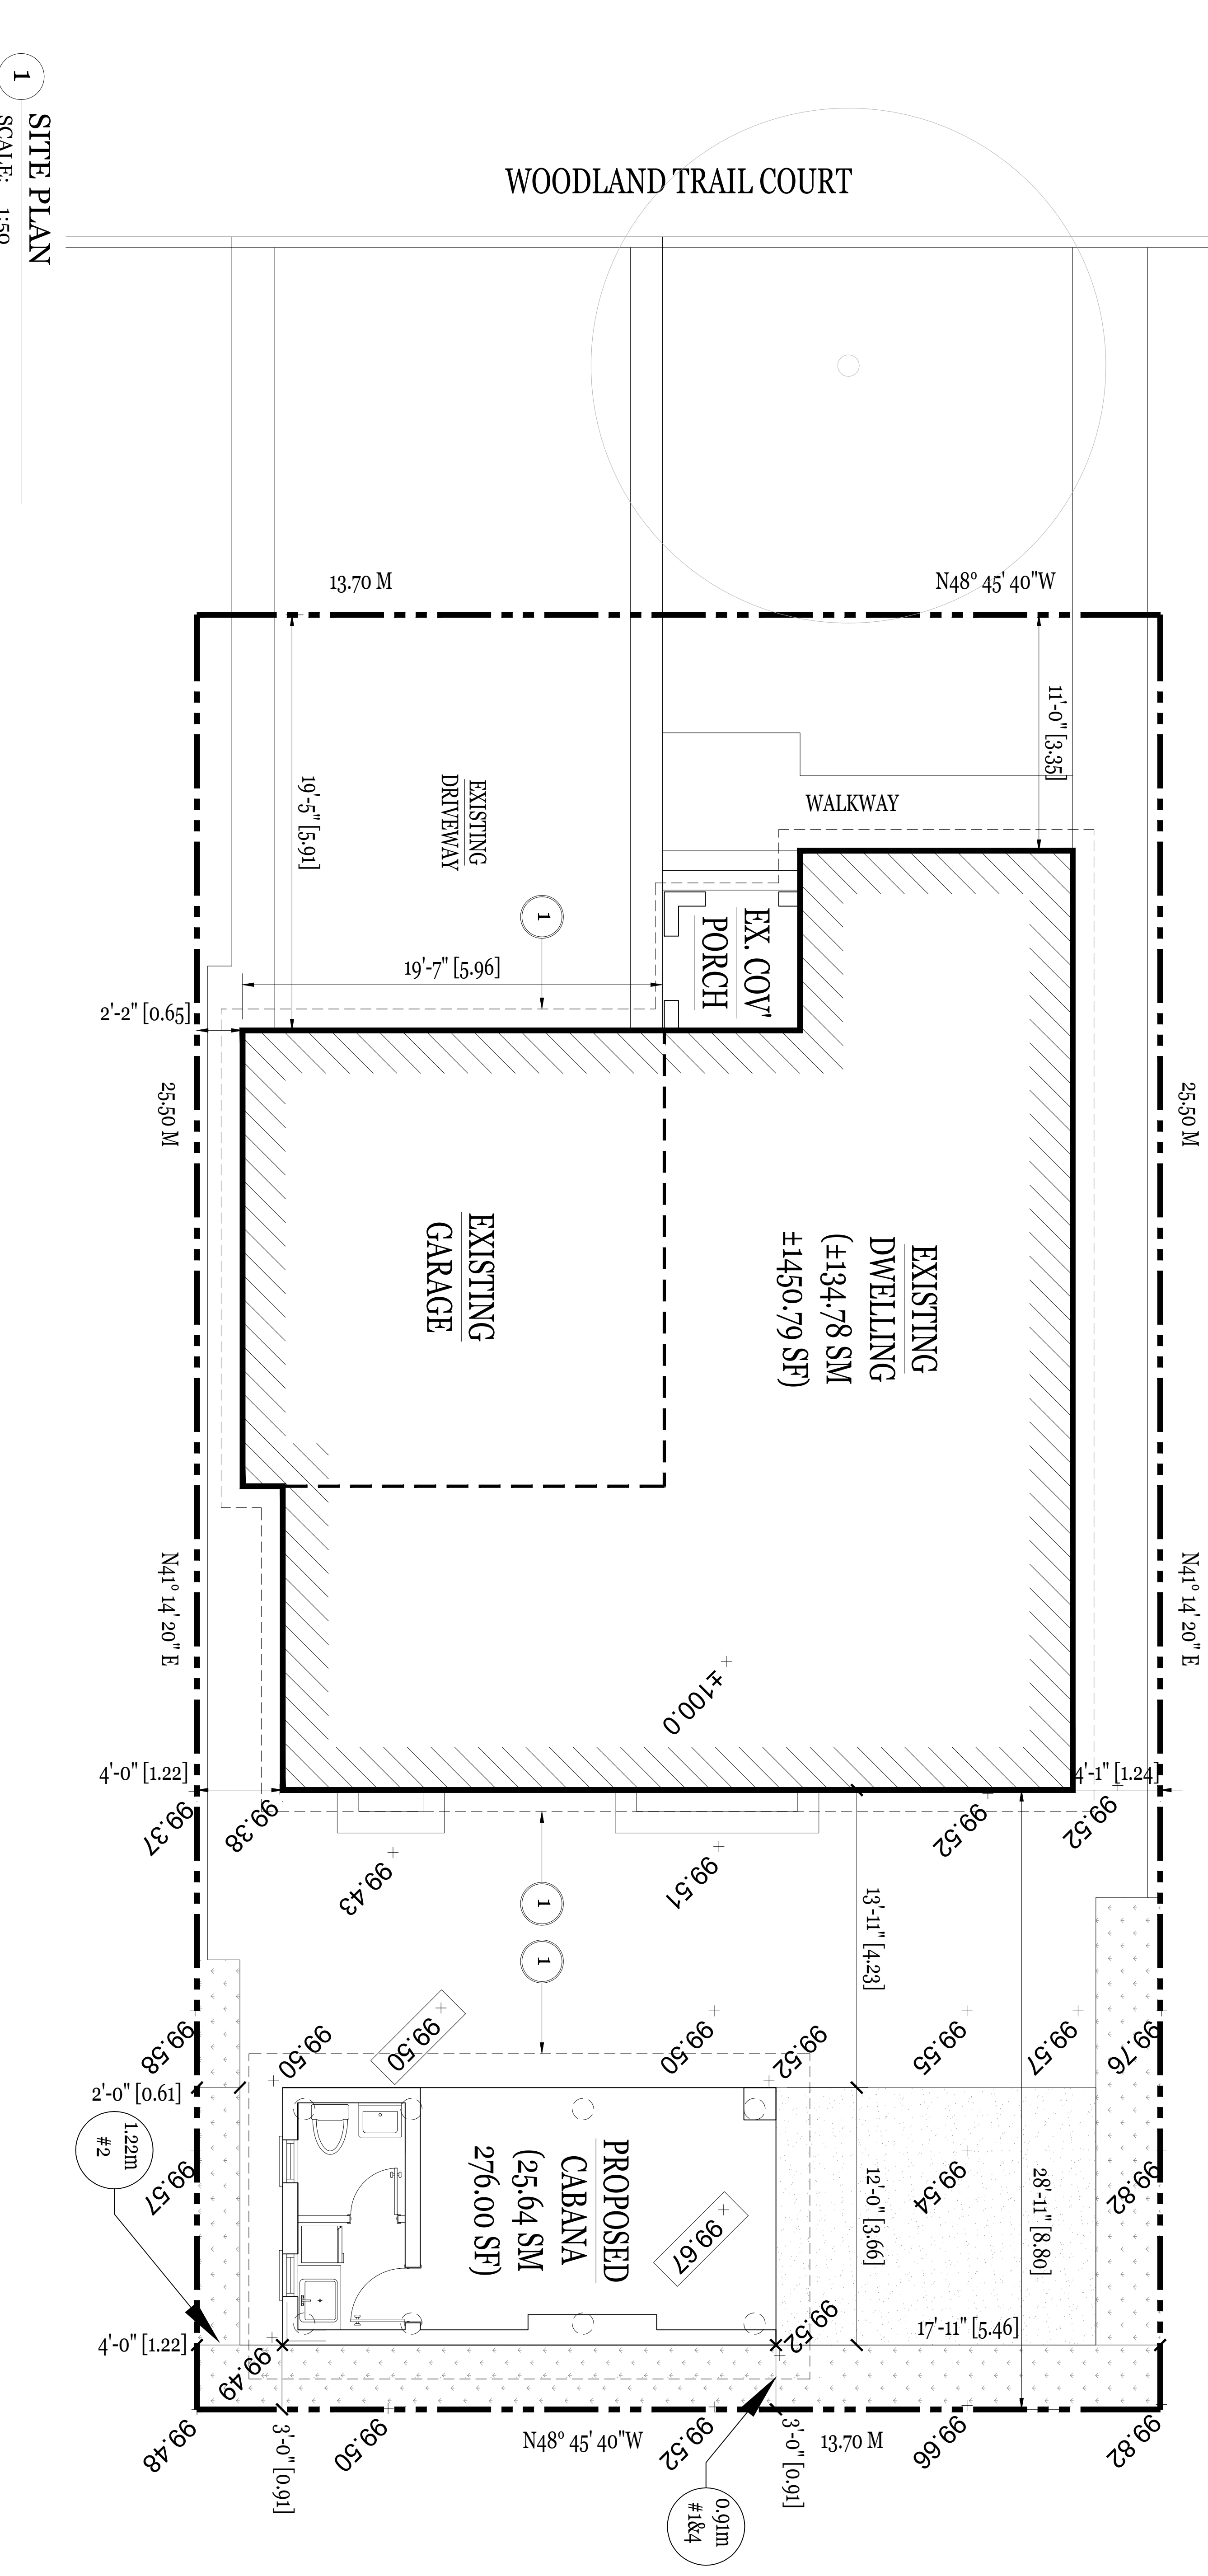 1
SITE PLAN
SCALE: 1:50
WOODLAND TRAIL COURT
13.70 M
N48° 45' 40"W
11'-0" [3.35]
19'-5" [5.91]
EXISTING
DRIVEWAY
WALKWAY
1
EX. COV'
PORCH
19'-7" [5.96]
2'-2" [0.65]
25.50 M
25.50 M
EXISTING
GARAGE
EXISTING
DWELLING
(±134.78 SM
±1450.79 SF)
N41° 14' 20" E
N41° 14' 20" E
±100.0
4'-0" [1.22]
4'-1" [1.24]
99.37
99.38
99.43
99.51
99.52
99.52
1
1
13'-11" [4.23]
99.58
99.50
99.50
99.50
99.52
99.55
99.57
99.76
2'-0" [0.61]
1.22m
#2
99.57
PROPOSED
CABANA
(25.64 SM
276.00 SF)
99.67
12'-0" [3.66]
99.54
28'-11" [8.80]
99.82
4'-0" [1.22]
99.49
99.52
17'-11" [5.46]
99.48
3'-0" [0.91]
99.50
N48° 45' 40"W
99.52
3'-0" [0.91]
13.70 M
99.66
99.82
0.91m
#1&4